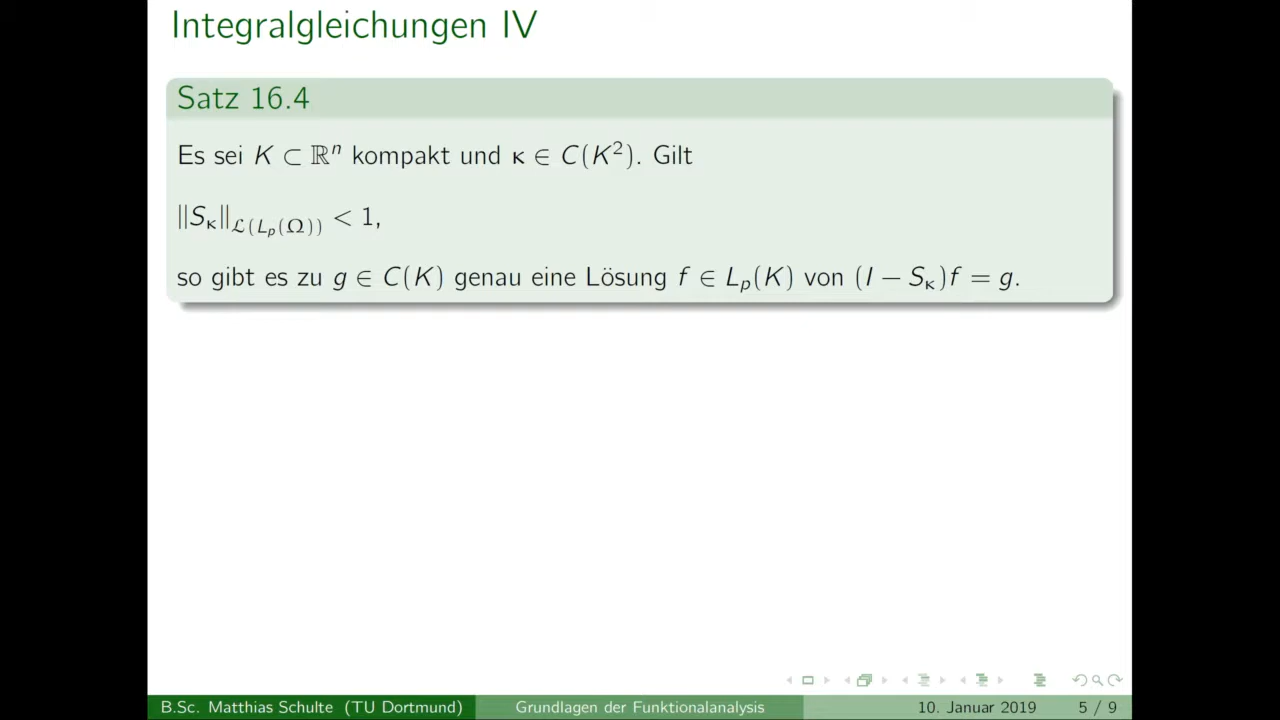 Integralgleichungen IV
Satz 16.4
Es sei K ⊂ ℝⁿ kompakt und κ ∈ C(K²). Gilt
‖S_κ‖_{ℒ(L_p(Ω))} < 1,
so gibt es zu g ∈ C(K) genau eine Lösung f ∈ L_p(K) von (I − S_κ)f = g.
B.Sc. Matthias Schulte (TU Dortmund) Grundlagen der Funktionalanalysis 10. Januar 2019 5 / 9